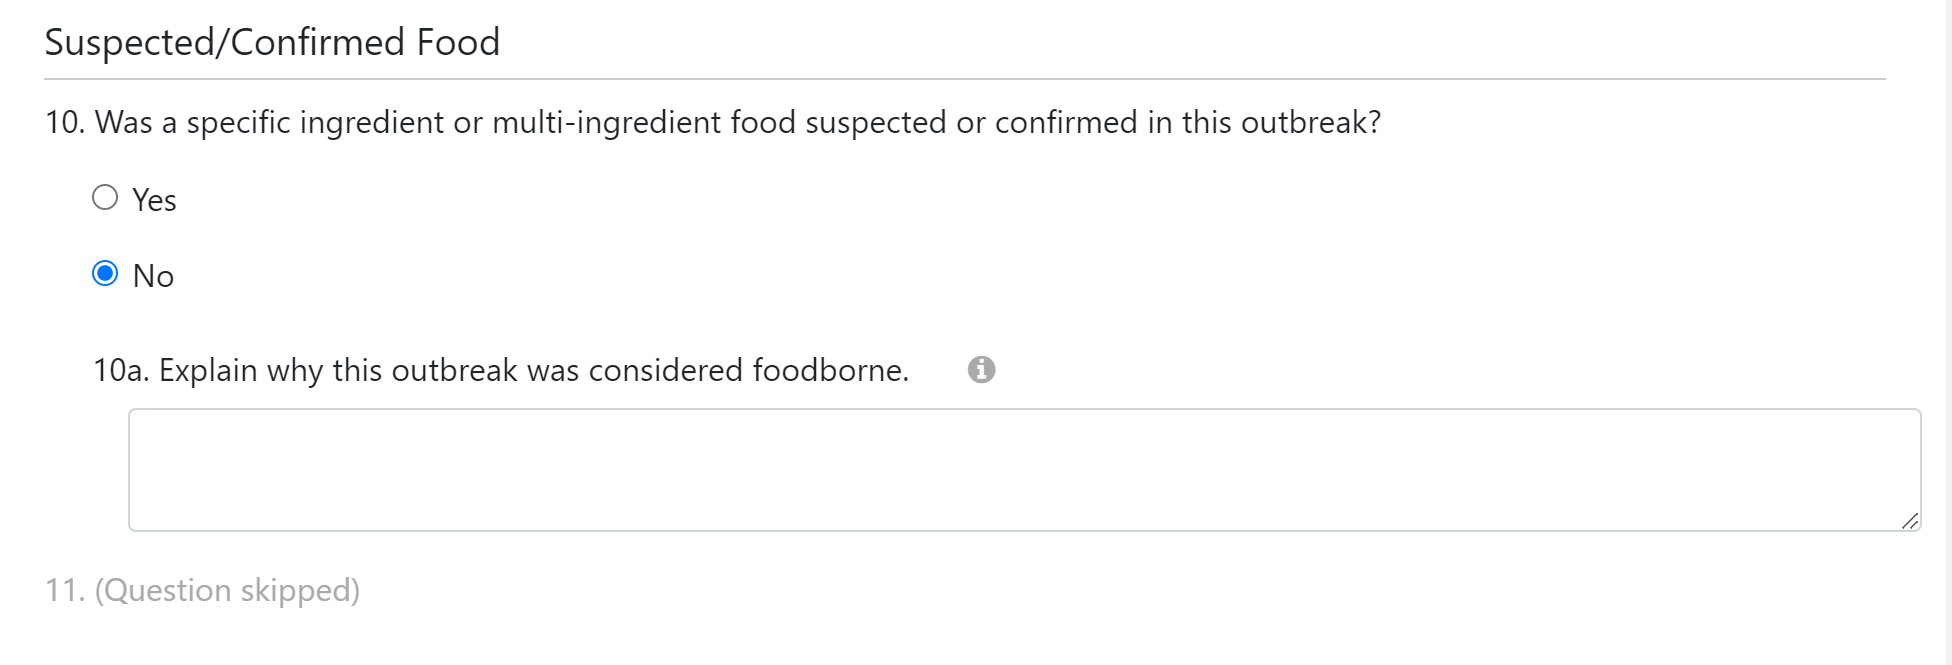 Suspected/Confirmed Food
10. Was a specific ingredient or multi-ingredient food suspected or confirmed in this outbreak?
Yes
No
10a. Explain why this outbreak was considered foodborne.
11. (Question skipped)